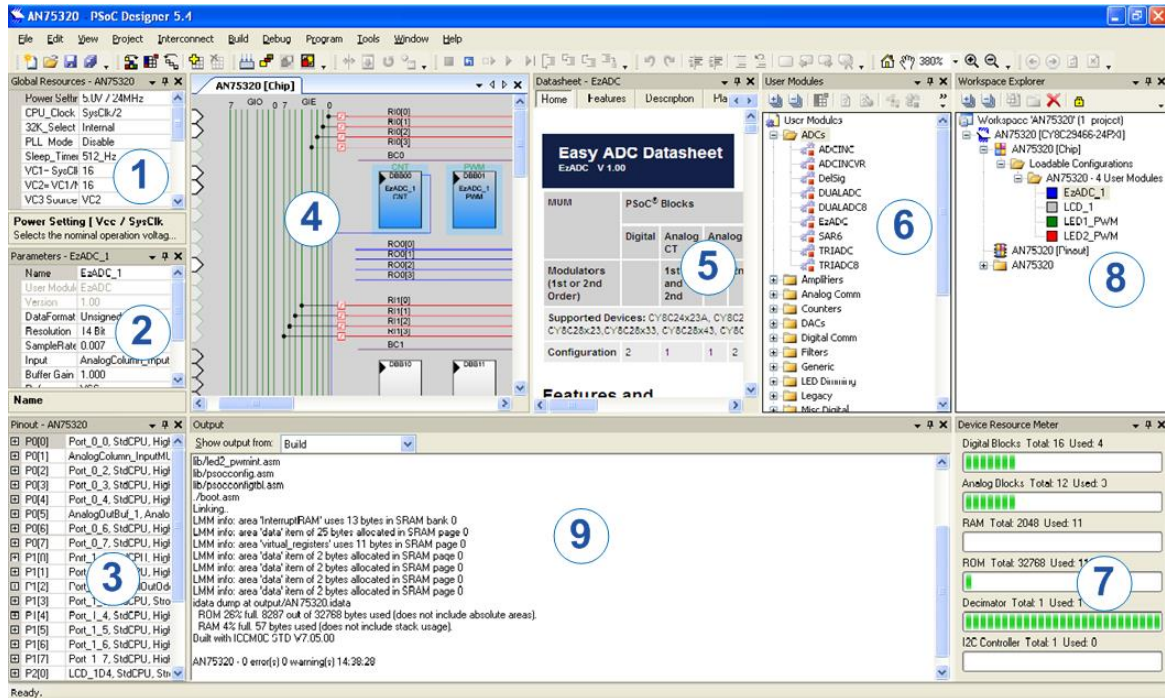 AN75320 - PSoC Designer 5.4
File Edit View Project Interconnect Build Debug Program Tools Window Help
380%
Global Resources - AN75320
Power Settir 5.0V / 24MHz
CPU_Clock SysClk/2
32K_Select Internal
PLL Mode Disable
Sleep_Timer 512_Hz
VC1= SysClk 16
VC2= VC1/N 16
VC3 Source VC2
1
Power Setting [ Vcc / SysClk
Selects the nominal operation voltag...
Parameters - EzADC_1
Name EzADC_1
User Module EzADC
Version 1.00
DataFormat Unsigned
Resolution 14 Bit
SampleRate 0.007
Input AnalogColumn_Input
Buffer Gain 1.000
2
Name
Pinout - AN75320
P0[0] Port_0_0, StdCPU, High
P0[1] AnalogColumn_InputMU
P0[2] Port_0_2, StdCPU, High
P0[3] Port_0_3, StdCPU, High
P0[4] Port_0_4, StdCPU, High
P0[5] AnalogOutBuf_1, Analo
P0[6] Port_0_6, StdCPU, High
P0[7] Port_0_7, StdCPU, High
P1[0]
P1[1]
P1[2]
P1[3] Port_1_3, StdCPU, Stro
P1[4] Port_1_4, StdCPU, High
P1[5] Port_1_5, StdCPU, High
P1[6] Port_1_6, StdCPU, High
P1[7] Port_1_7, StdCPU, High
P2[0] LCD_1D4, StdCPU, Stro
3
Ready.
AN75320 [Chip]
7 GIO 0 7 GIE 0
RI0[0]
RI0[1]
RI0[2]
RI0[3]
BC0
CNT
DBB00
EzADC_1
CNT
PWM
DBB01
EzADC_1
PWM
RO0[0]
RO0[1]
RO0[2]
RO0[3]
RI1[0]
RI1[1]
RI1[2]
RI1[3]
BC1
DBB10
DBB11
4
Datasheet - EzADC
Home Features Description
Easy ADC Datasheet
EzADC V 1.00
MUM PSoC® Blocks
Digital Analog CT Analog
Modulators (1st or 2nd Order) 1st and 2nd
Supported Devices: CY8C24x23A, CY8C2
CY8C28x23,CY8C28x33, CY8C28x43, CY8C
Configuration 2 1 1 2
Features and
5
User Modules
User Modules
ADCs
ADCINC
ADCINCVR
DelSig
DUALADC
DUALADC8
EzADC
SAR6
TRIADC
TRIADC8
Amplifiers
Analog Comm
Counters
DACs
Digital Comm
Filters
Generic
LED Dimming
Legacy
Misc Digital
6
Workspace Explorer
Workspace 'AN75320' (1 project)
AN75320 [CY8C29466-24PXI]
AN75320 [Chip]
Loadable Configurations
AN75320 - 4 User Modules
EzADC_1
LCD_1
LED1_PWM
LED2_PWM
AN75320 [Pinout]
AN75320
8
Output
Show output from: Build
lib/led2_pwmint.asm
lib/psocconfig.asm
lib/psocconfigtbl.asm
./boot.asm
Linking..
LMM info: area 'InterruptRAM' uses 13 bytes in SRAM bank 0
LMM info: area 'data' item of 25 bytes allocated in SRAM page 0
LMM info: area 'virtual_registers' uses 11 bytes in SRAM page 0
LMM info: area 'data' item of 2 bytes allocated in SRAM page 0
LMM info: area 'data' item of 2 bytes allocated in SRAM page 0
LMM info: area 'data' item of 2 bytes allocated in SRAM page 0
LMM info: area 'data' item of 2 bytes allocated in SRAM page 0
idata dump at output/AN75320.idata
ROM 26% full. 8287 out of 32768 bytes used (does not include absolute areas).
RAM 4% full. 57 bytes used (does not include stack usage).
Built with ICCM8C STD V7.05.00
AN75320 - 0 error(s) 0 warning(s) 14:38:28
9
Device Resource Meter
Digital Blocks Total: 16 Used: 4
Analog Blocks Total: 12 Used: 3
RAM Total: 2048 Used: 11
ROM Total: 32768 Used:
Decimator Total: 1 Used: 1
I2C Controller Total: 1 Used: 0
7